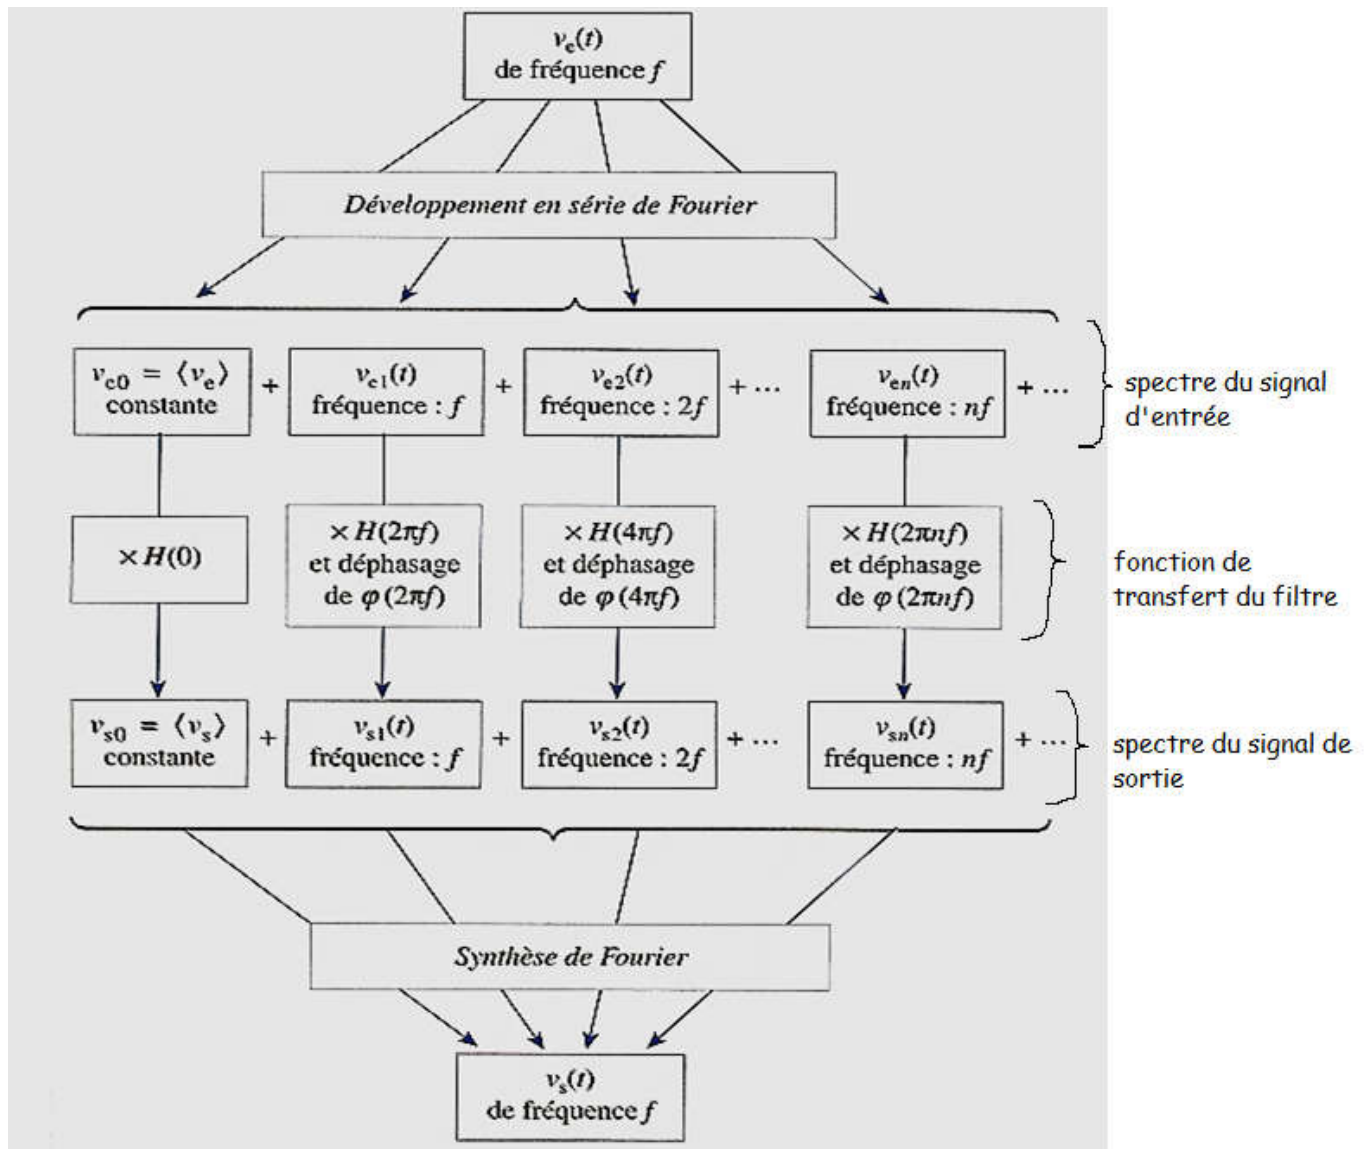 v_e(t)
de fréquence f
Développement en série de Fourier
v_e0 = ⟨v_e⟩
constante
+
v_e1(t)
fréquence : f
+
v_e2(t)
fréquence : 2f
+ ...
v_en(t)
fréquence : nf
+ ...
spectre du signal
d'entrée
× H(0)
× H(2πf)
et déphasage
de φ(2πf)
× H(4πf)
et déphasage
de φ(4πf)
× H(2πnf)
et déphasage
de φ(2πnf)
fonction de
transfert du filtre
v_s0 = ⟨v_s⟩
constante
+
v_s1(t)
fréquence : f
+
v_s2(t)
fréquence : 2f
+ ...
v_sn(t)
fréquence : nf
+ ...
spectre du signal de
sortie
Synthèse de Fourier
v_s(t)
de fréquence f